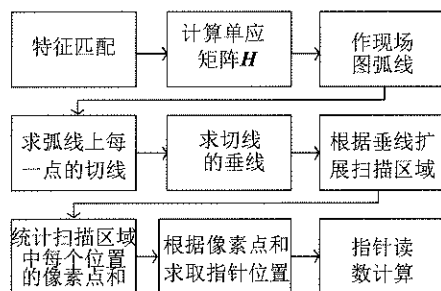 特征匹配
计算单应
矩阵H
作现场
图弧线
求弧线上每
一点的切线
求切线
的垂线
根据垂线扩
展扫描区域
统计扫描区域
中每个位置
的像素点和
根据像素点和
求取指针位置
指针读
数计算